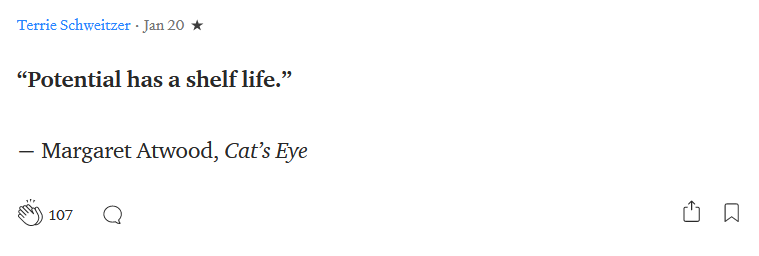 Terrie Schweitzer · Jan 20 ★
“Potential has a shelf life.”
— Margaret Atwood, Cat’s Eye
107